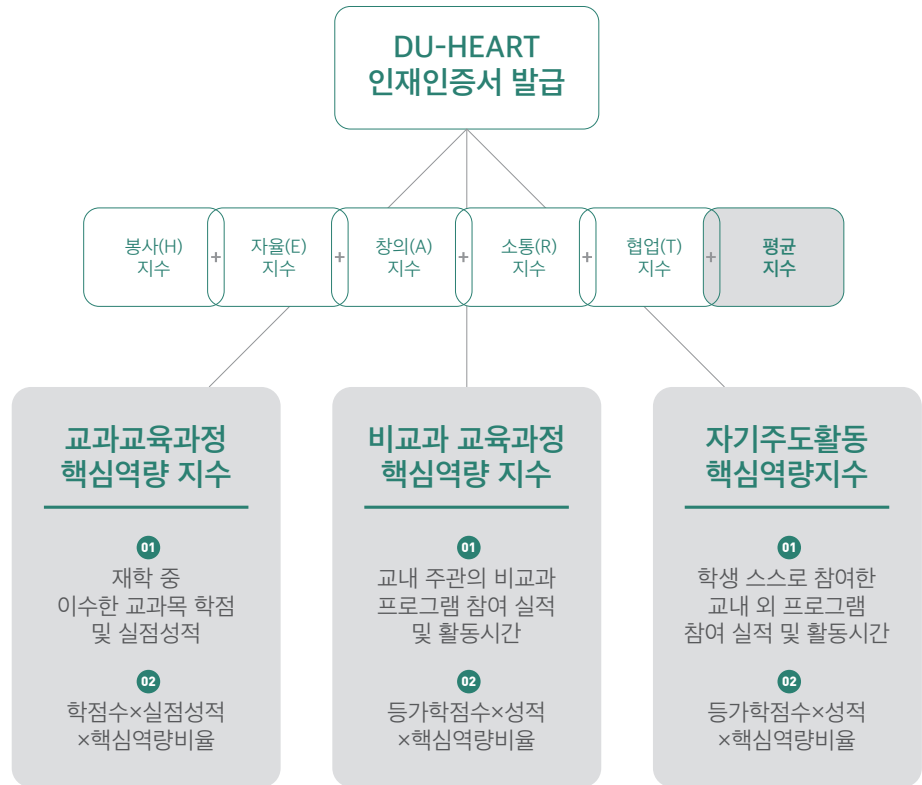 DU-HEART
인재인증서 발급
봉사(H)
지수
+
자율(E)
지수
+
창의(A)
지수
+
소통(R)
지수
+
협업(T)
지수
+
평균
지수
교과교육과정
핵심역량 지수
01
재학 중
이수한 교과목 학점
및 실점성적
02
학점수×실점성적
×핵심역량비율
비교과 교육과정
핵심역량 지수
01
교내 주관의 비교과
프로그램 참여 실적
및 활동시간
02
등가학점수×성적
×핵심역량비율
자기주도활동
핵심역량지수
01
학생 스스로 참여한
교내 외 프로그램
참여 실적 및 활동시간
02
등가학점수×성적
×핵심역량비율